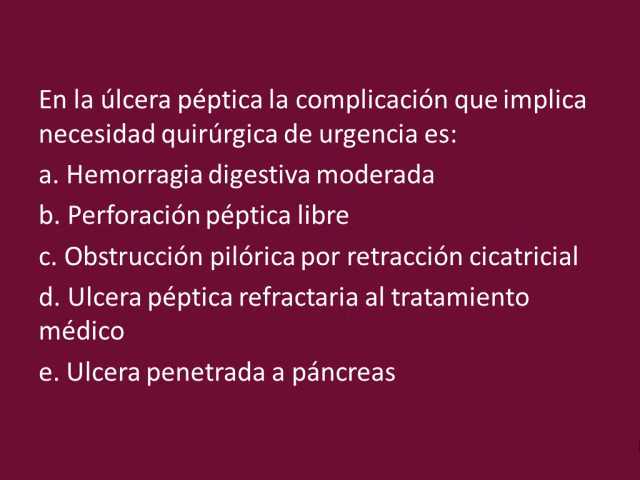 En la úlcera péptica la complicación que implica
necesidad quirúrgica de urgencia es:
a. Hemorragia digestiva moderada
b. Perforación péptica libre
c. Obstrucción pilórica por retracción cicatricial
d. Ulcera péptica refractaria al tratamiento
médico
e. Ulcera penetrada a páncreas